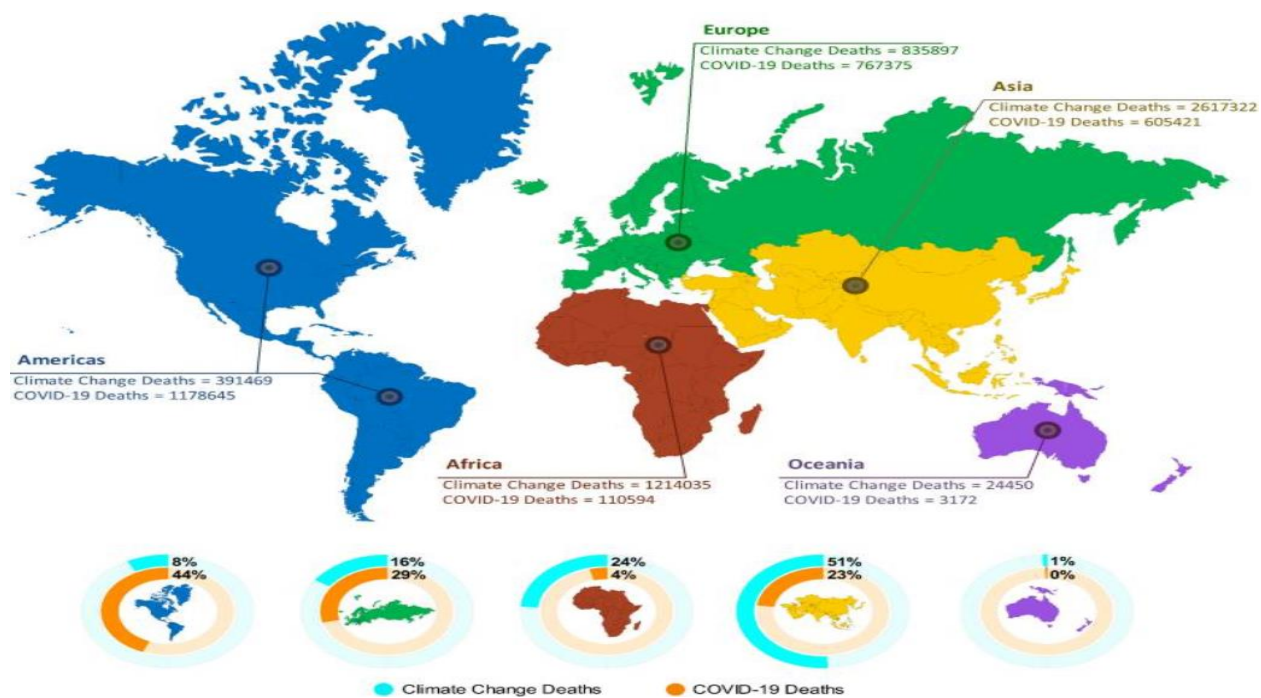 Europe
Climate Change Deaths = 835897
COVID-19 Deaths = 767375
Asia
Climate Change Deaths = 2617322
COVID-19 Deaths = 605421
Americas
Climate Change Deaths = 391469
COVID-19 Deaths = 1178645
Africa
Climate Change Deaths = 1214035
COVID-19 Deaths = 110594
Oceania
Climate Change Deaths = 24450
COVID-19 Deaths = 3172
8%
44%
16%
29%
24%
4%
51%
23%
1%
0%
Climate Change Deaths
COVID-19 Deaths